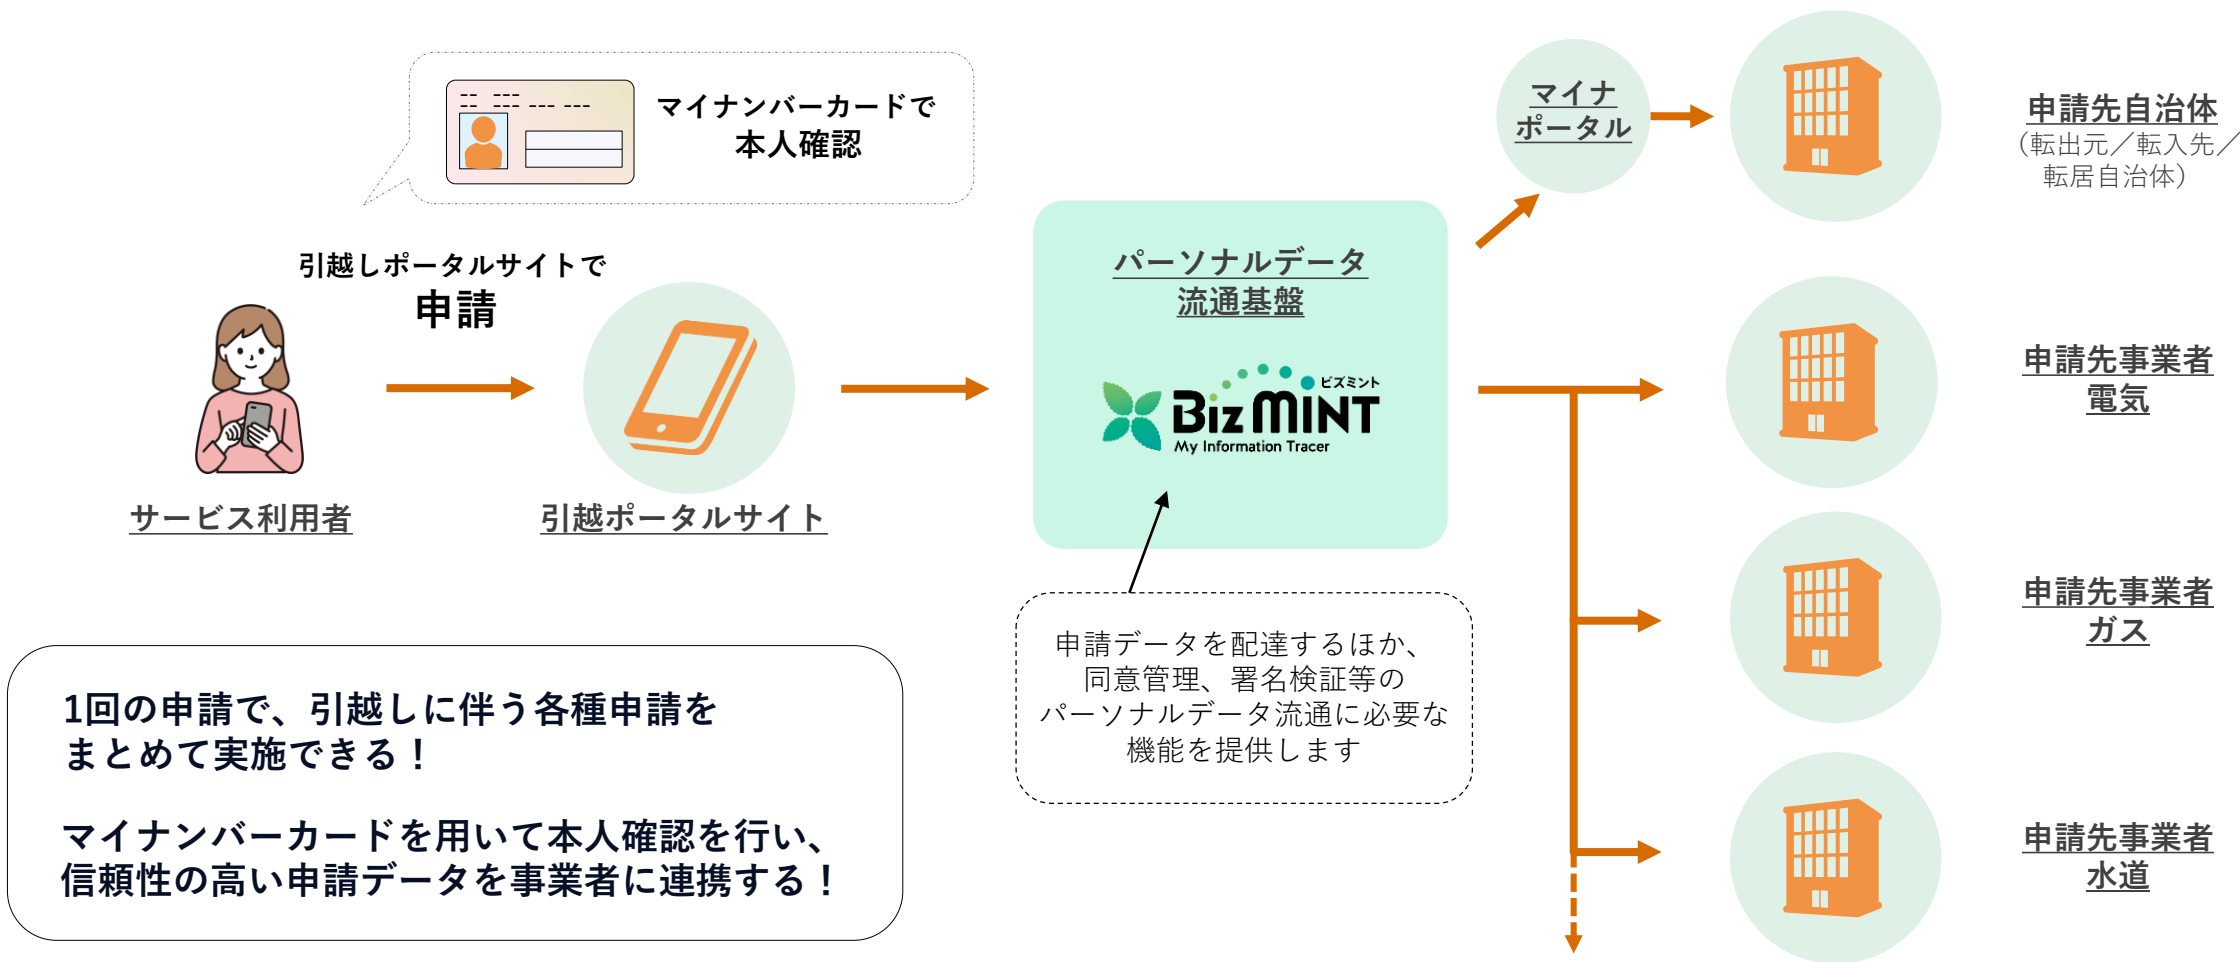 マイナンバーカードで
本人確認
引越しポータルサイトで
申請
サービス利用者
引越ポータルサイト
パーソナルデータ
流通基盤
ビズミント
BizMINT
My Information Tracer
申請データを配達するほか、
同意管理、署名検証等の
パーソナルデータ流通に必要な
機能を提供します
マイナ
ポータル
申請先自治体
（転出元／転入先／
転居自治体）
申請先事業者
電気
申請先事業者
ガス
申請先事業者
水道
1回の申請で、引越しに伴う各種申請を
まとめて実施できる！
マイナンバーカードを用いて本人確認を行い、
信頼性の高い申請データを事業者に連携する！